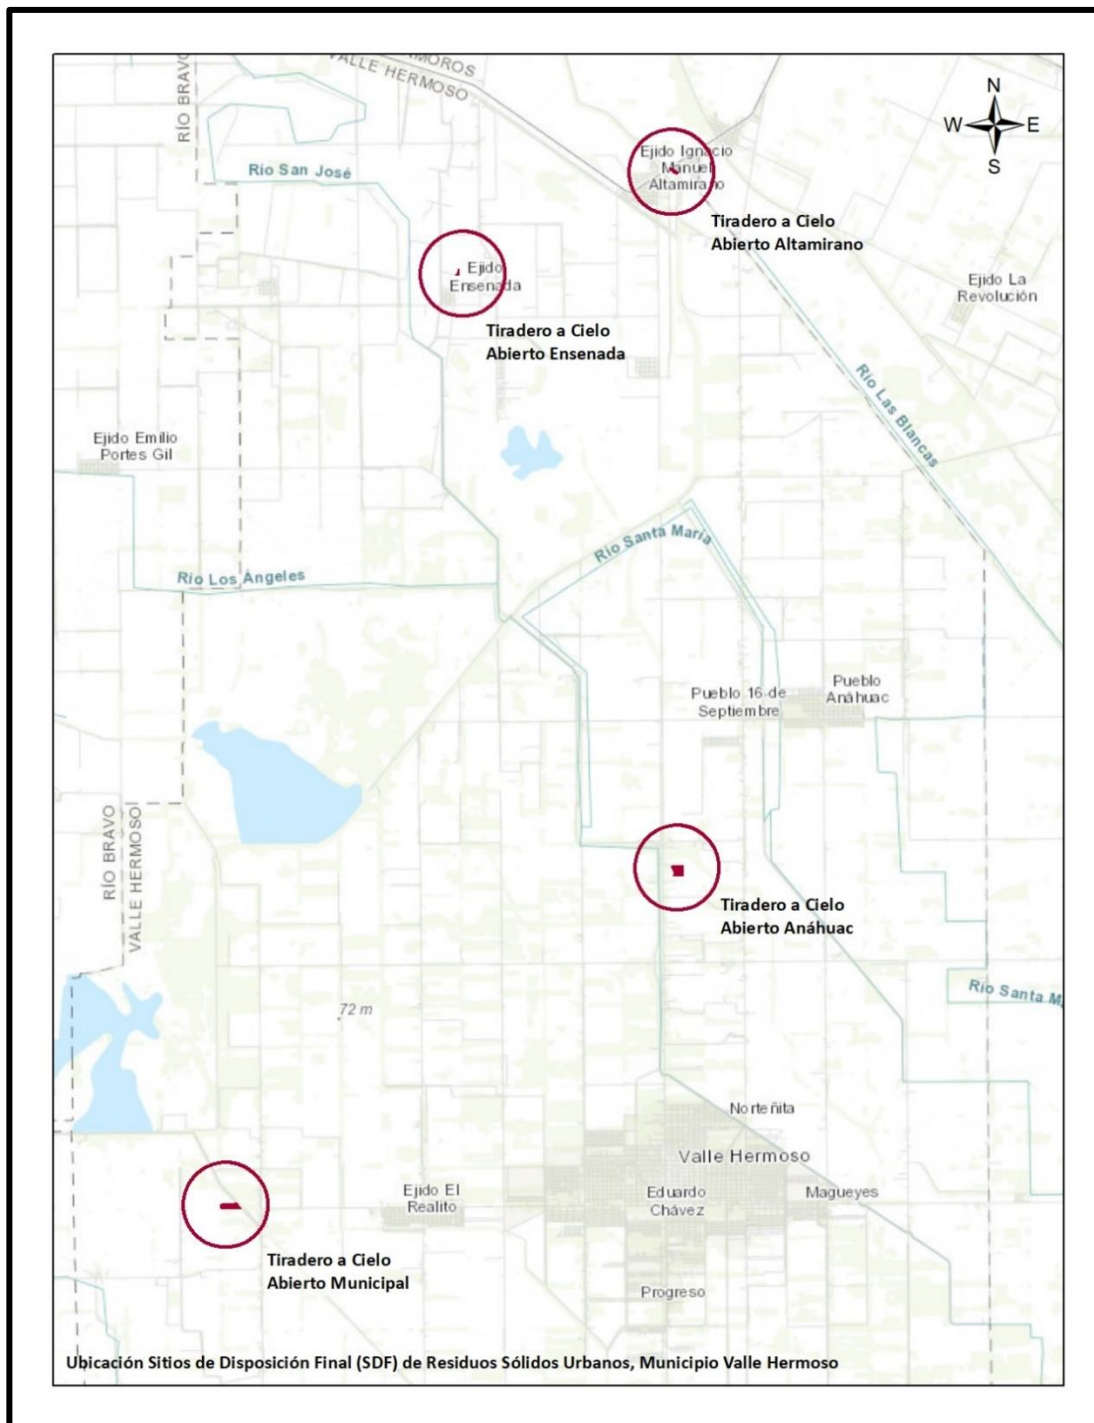 RÍO BRAVO
MOROS
VALLE HERMOSO
N
W
E
S
Río San José
Ejido Ignacio
Manuel
Altamirano
Tiradero a Cielo
Abierto Altamirano
Ejido
Ensenada
Ejido La
Revolución
Tiradero a Cielo
Abierto Ensenada
Río Las Blancas
Ejido Emilio
Portes Gil
Río Santa María
Río Los Ángeles
Pueblo 16 de
Septiembre
Pueblo
Anáhuac
RÍO BRAVO
VALLE HERMOSO
Tiradero a Cielo
Abierto Anáhuac
Río Santa M
72 m
Norteñita
Valle Hermoso
Ejido El
Realito
Eduardo
Chávez
Magueyes
Tiradero a Cielo
Abierto Municipal
Progreso
Ubicación Sitios de Disposición Final (SDF) de Residuos Sólidos Urbanos, Municipio Valle Hermoso